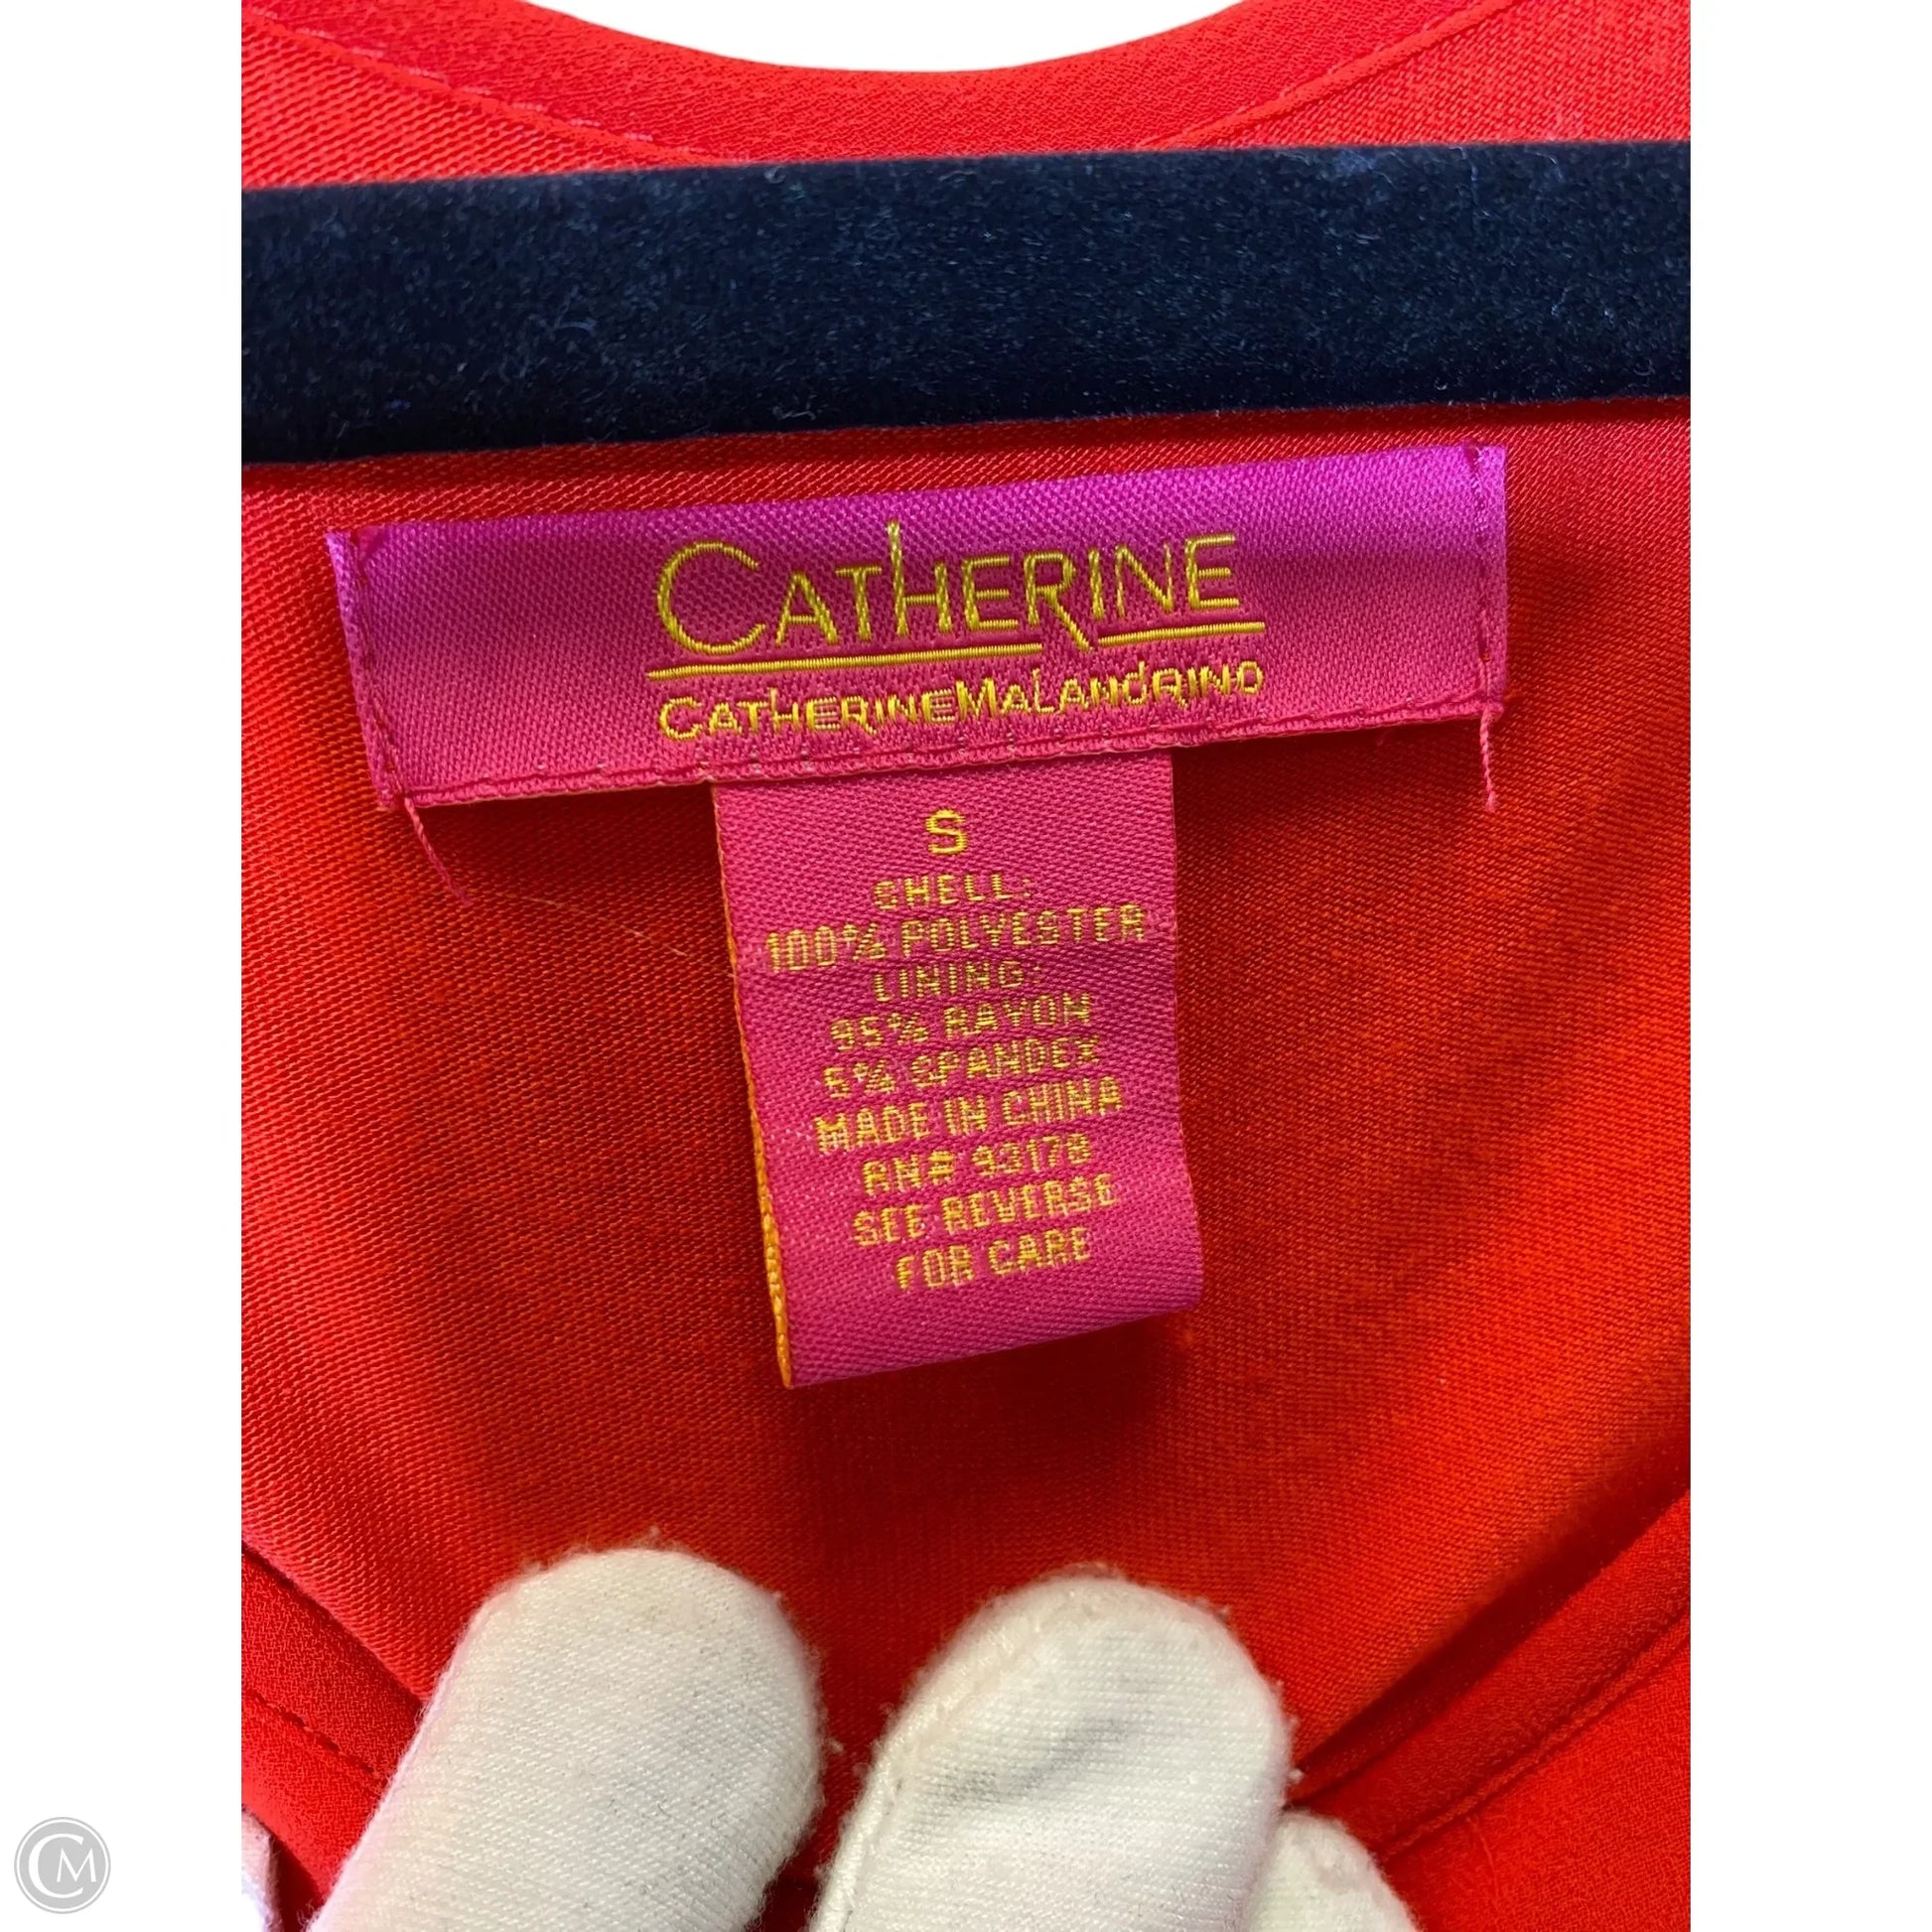 CATHERINE
CATHERINEMALANDRINO
S
SHELL:
100% POLYESTER
LINING:
95% RAYON
5% SPANDEX
MADE IN CHINA
RN# 93178
SEE REVERSE
FOR CARE
CM